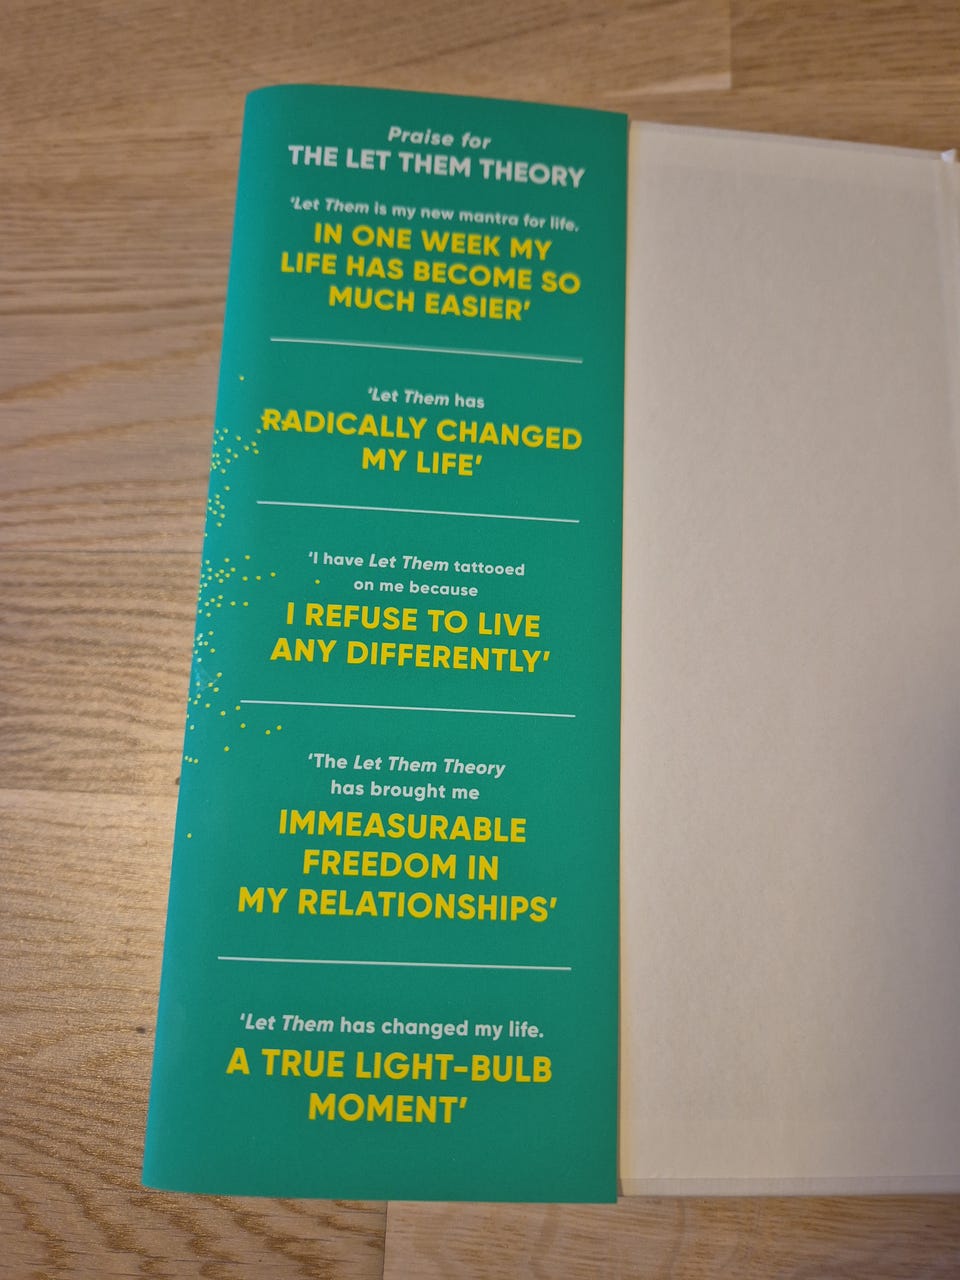 Praise for
THE LET THEM THEORY
‘Let Them is my new mantra for life.
IN ONE WEEK MY
LIFE HAS BECOME SO
MUCH EASIER’
‘Let Them has
RADICALLY CHANGED
MY LIFE’
‘I have Let Them tattooed
on me because
I REFUSE TO LIVE
ANY DIFFERENTLY’
‘The Let Them Theory
has brought me
IMMEASURABLE
FREEDOM IN
MY RELATIONSHIPS’
‘Let Them has changed my life.
A TRUE LIGHT-BULB
MOMENT’